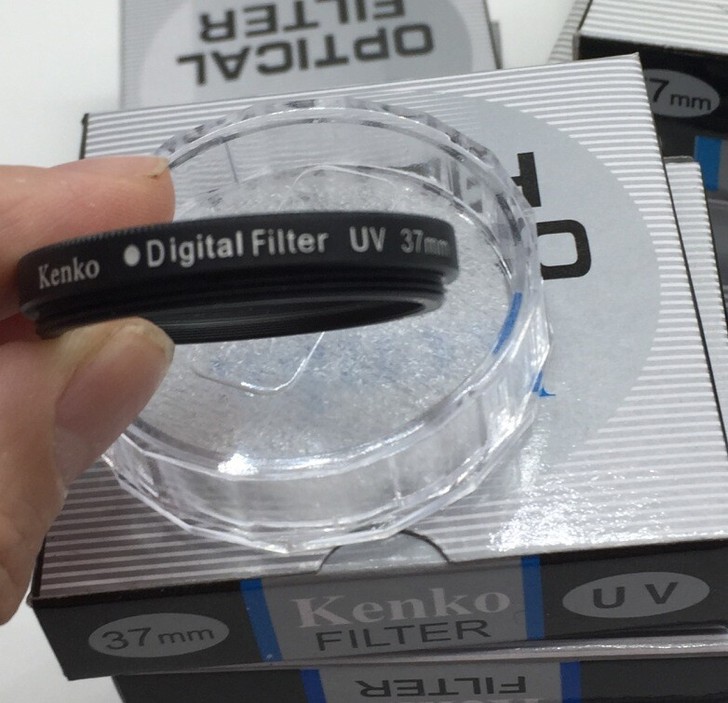 OPTICAL
FILTER
7mm
Kenko Digital Filter UV 37mm
37mm
Kenko
FILTER
UV
FILTER